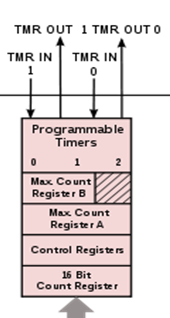 TMR OUT 1 TMR OUT 0
TMR IN TMR IN
1 0
Programmable
Timers
0 1 2
Max. Count
Register B
Max. Count
Register A
Control Registers
16 Bit
Count Register